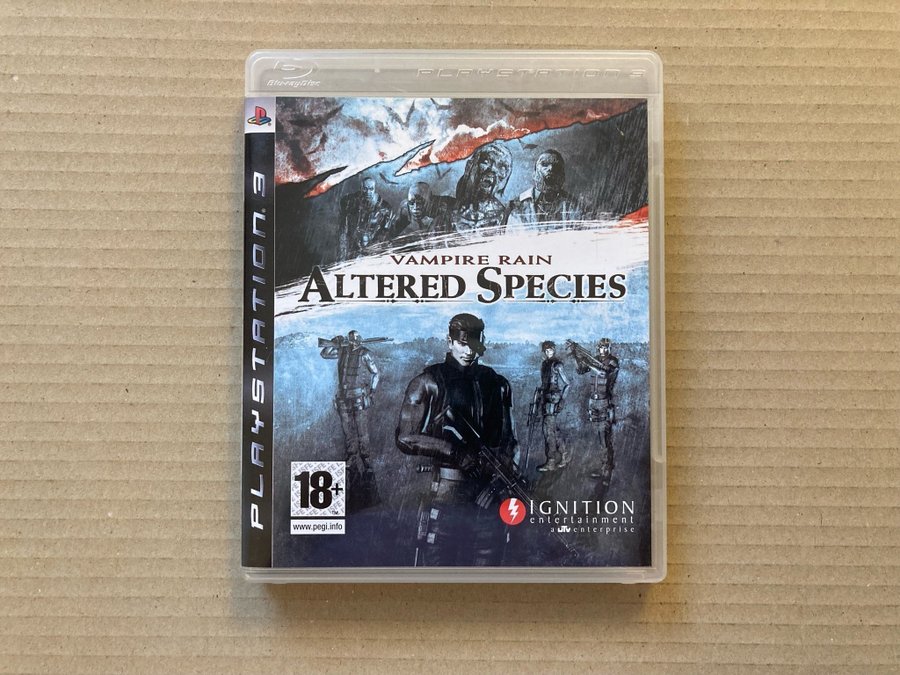 Blu-ray Disc
PLAYSTATION 3
PLAYSTATION 3
VAMPIRE RAIN
ALTERED SPECIES
18+
www.pegi.info
IGNITION
entertainment
a UTV enterprise